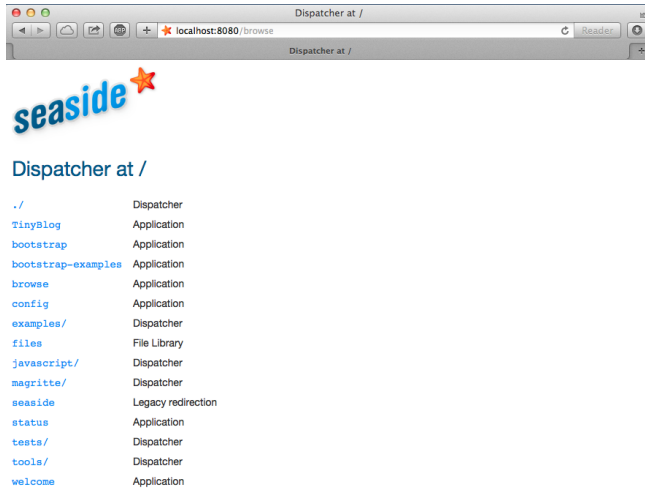 Dispatcher at /
ABP
localhost:8080/browse
Reader
Dispatcher at /
seaside
Dispatcher at /
./ Dispatcher
TinyBlog Application
bootstrap Application
bootstrap-examples Application
browse Application
config Application
examples/ Dispatcher
files File Library
javascript/ Dispatcher
magritte/ Dispatcher
seaside Legacy redirection
status Application
tests/ Dispatcher
tools/ Dispatcher
welcome Application